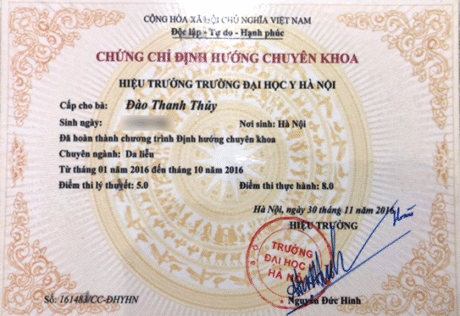 CỘNG HÒA XÃ HỘI CHỦ NGHĨA VIỆT NAM
Độc lập - Tự do - Hạnh phúc
CHỨNG CHỈ ĐỊNH HƯỚNG CHUYÊN KHOA
HIỆU TRƯỞNG TRƯỜNG ĐẠI HỌC Y HÀ NỘI
Cấp cho bà: Đào Thanh Thủy
Sinh ngày: Nơi sinh: Hà Nội
Đã hoàn thành chương trình Định hướng chuyên khoa
Chuyên ngành: Da liễu
Từ tháng 01 năm 2016 đến tháng 10 năm 2016
Điểm thi lý thuyết: 5.0 Điểm thi thực hành: 8.0
Hà Nội, ngày 30 tháng 11 năm 2016
HIỆU TRƯỞNG
TRƯỜNG
ĐẠI HỌC
HÀ NỘI
Nguyễn Đức Hinh
Số: /CC-ĐHYHN